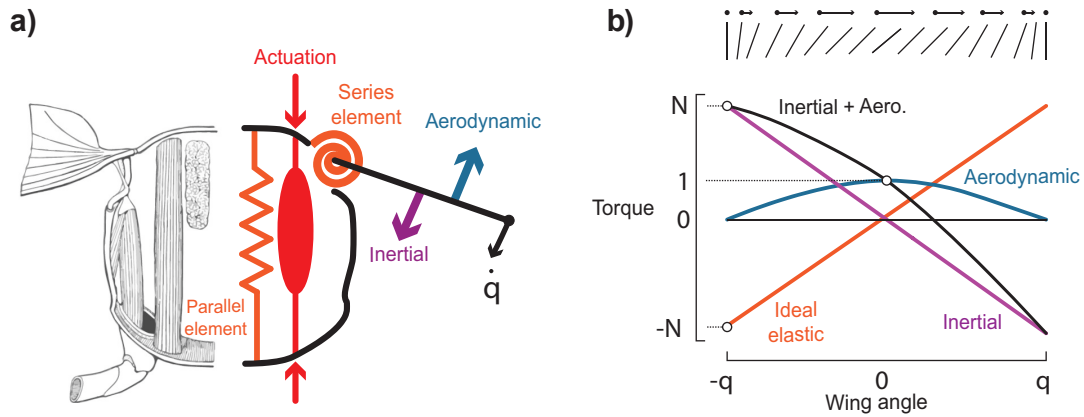 a)
Actuation
Series
element
Aerodynamic
Inertial
q̇
Parallel
element
b)
N
Inertial + Aero.
1
Aerodynamic
Torque
0
Ideal
elastic
Inertial
-N
-q
0
q
Wing angle